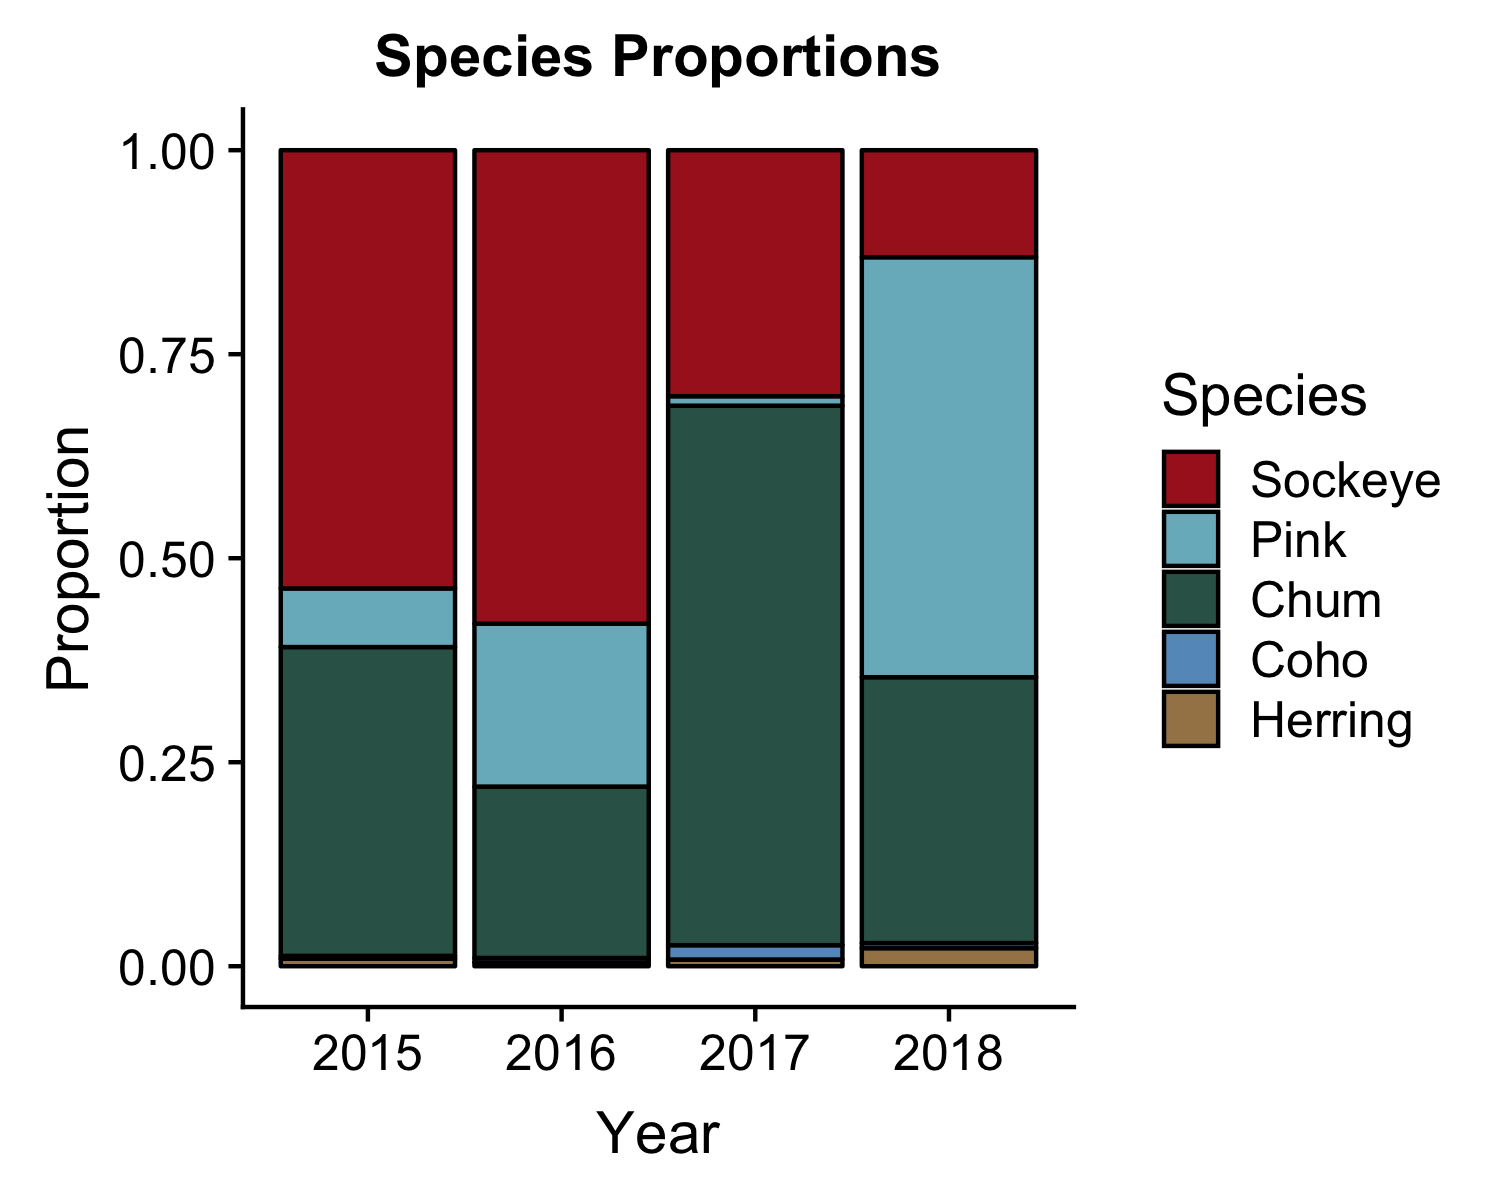 Species Proportions
1.00
0.75
0.50
0.25
0.00
Proportion
2015 2016 2017 2018
Year
Species
Sockeye
Pink
Chum
Coho
Herring